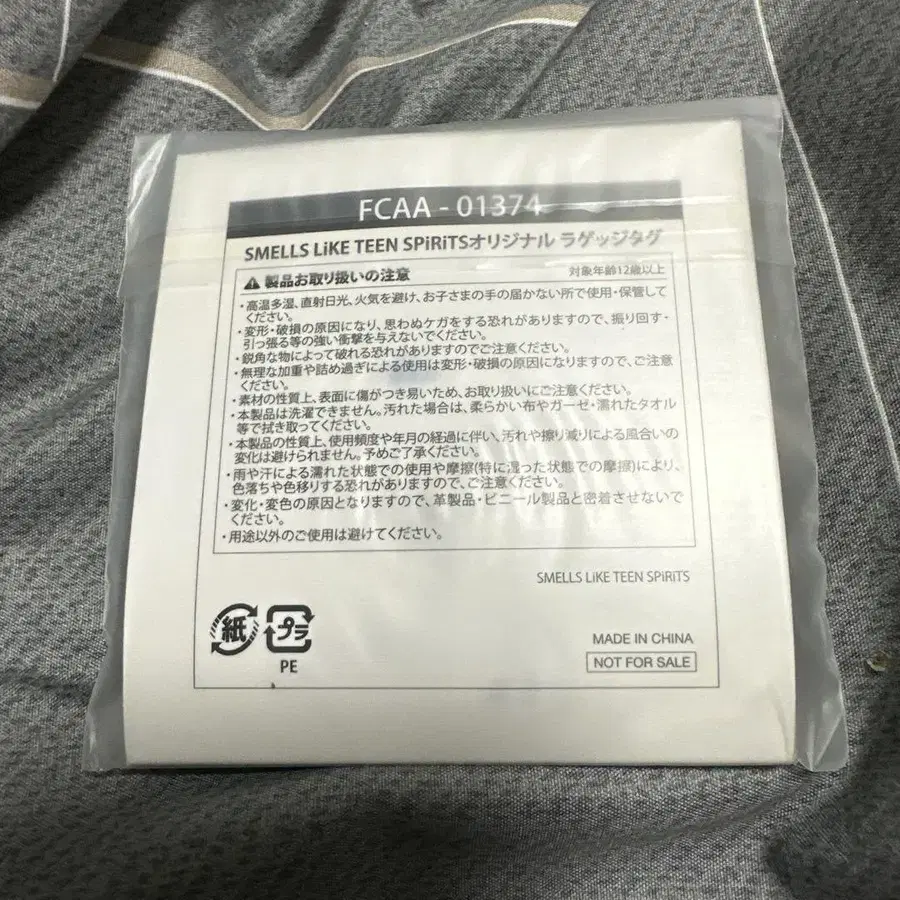 FCAA - 01374
SMELLS LiKE TEEN SPiRiTSオリジナル ラゲッジタグ
製品お取り扱いの注意 対象年齢12歳以上
・高温多湿、直射日光、火気を避け、お子さまの手の届かない所で使用・保管して
ください。
・変形・破損の原因になり、思わぬケガをする恐れがありますので、振り回す・
引っ張る等の強い衝撃を与えないでください。
・鋭角な物によって破れる恐れがありますのでご注意ください。
・無理な加重や詰め過ぎによる使用は変形・破損の原因になりますので、ご注意
ください。
・素材の性質上、表面に傷がつき易いため、お取り扱いにご注意ください。
・本製品は洗濯できません。汚れた場合は、柔らかい布やガーゼ・濡れたタオル
等で拭き取ってください。
・本製品の性質上、使用頻度や年月の経過に伴い、汚れや擦り減りによる風合いの
変化は避けられません。予めご了承ください。
・雨や汗による濡れた状態での使用や摩擦(特に湿った状態での摩擦)により、
色落ちや色移りする恐れがありますので、ご注意ください。
・変化・変色の原因となりますので、革製品・ビニール製品と密着させないで
ください。
・用途以外のご使用は避けてください。
SMELLS LiKE TEEN SPiRiTS
紙 プラ
PE
MADE IN CHINA
NOT FOR SALE